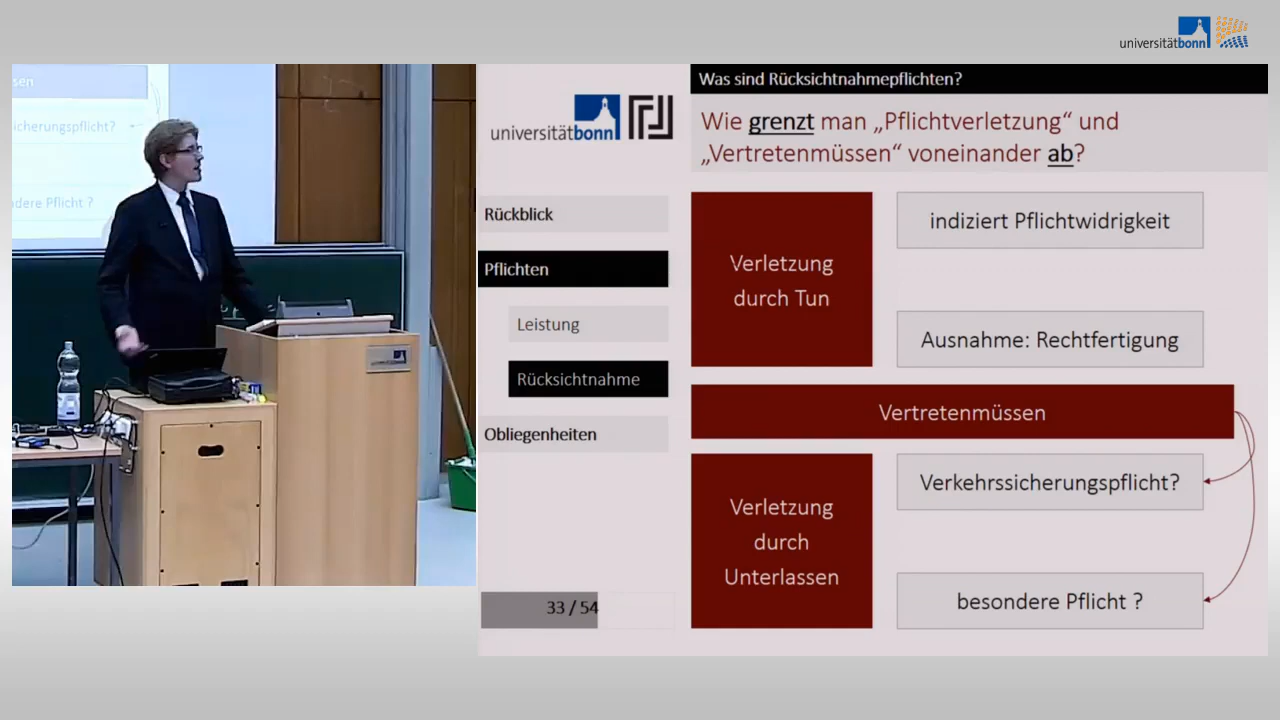 universitätbonn
sen
icherungspflicht?
dere Pflicht ?
universitätbonn
Rückblick
Pflichten
Leistung
Rücksichtnahme
Obliegenheiten
33 / 54
Was sind Rücksichtnahmepflichten?
Wie grenzt man „Pflichtverletzung“ und
„Vertretenmüssen“ voneinander ab?
Verletzung
durch Tun
indiziert Pflichtwidrigkeit
Ausnahme: Rechtfertigung
Vertretenmüssen
Verletzung
durch
Unterlassen
Verkehrssicherungspflicht?
besondere Pflicht ?